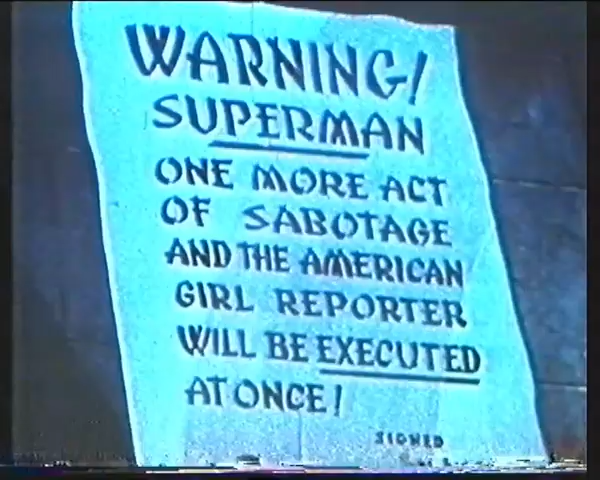 WARNING!
SUPERMAN
ONE MORE ACT
OF SABOTAGE
AND THE AMERICAN
GIRL REPORTER
WILL BE EXECUTED
AT ONCE!
SIGNED